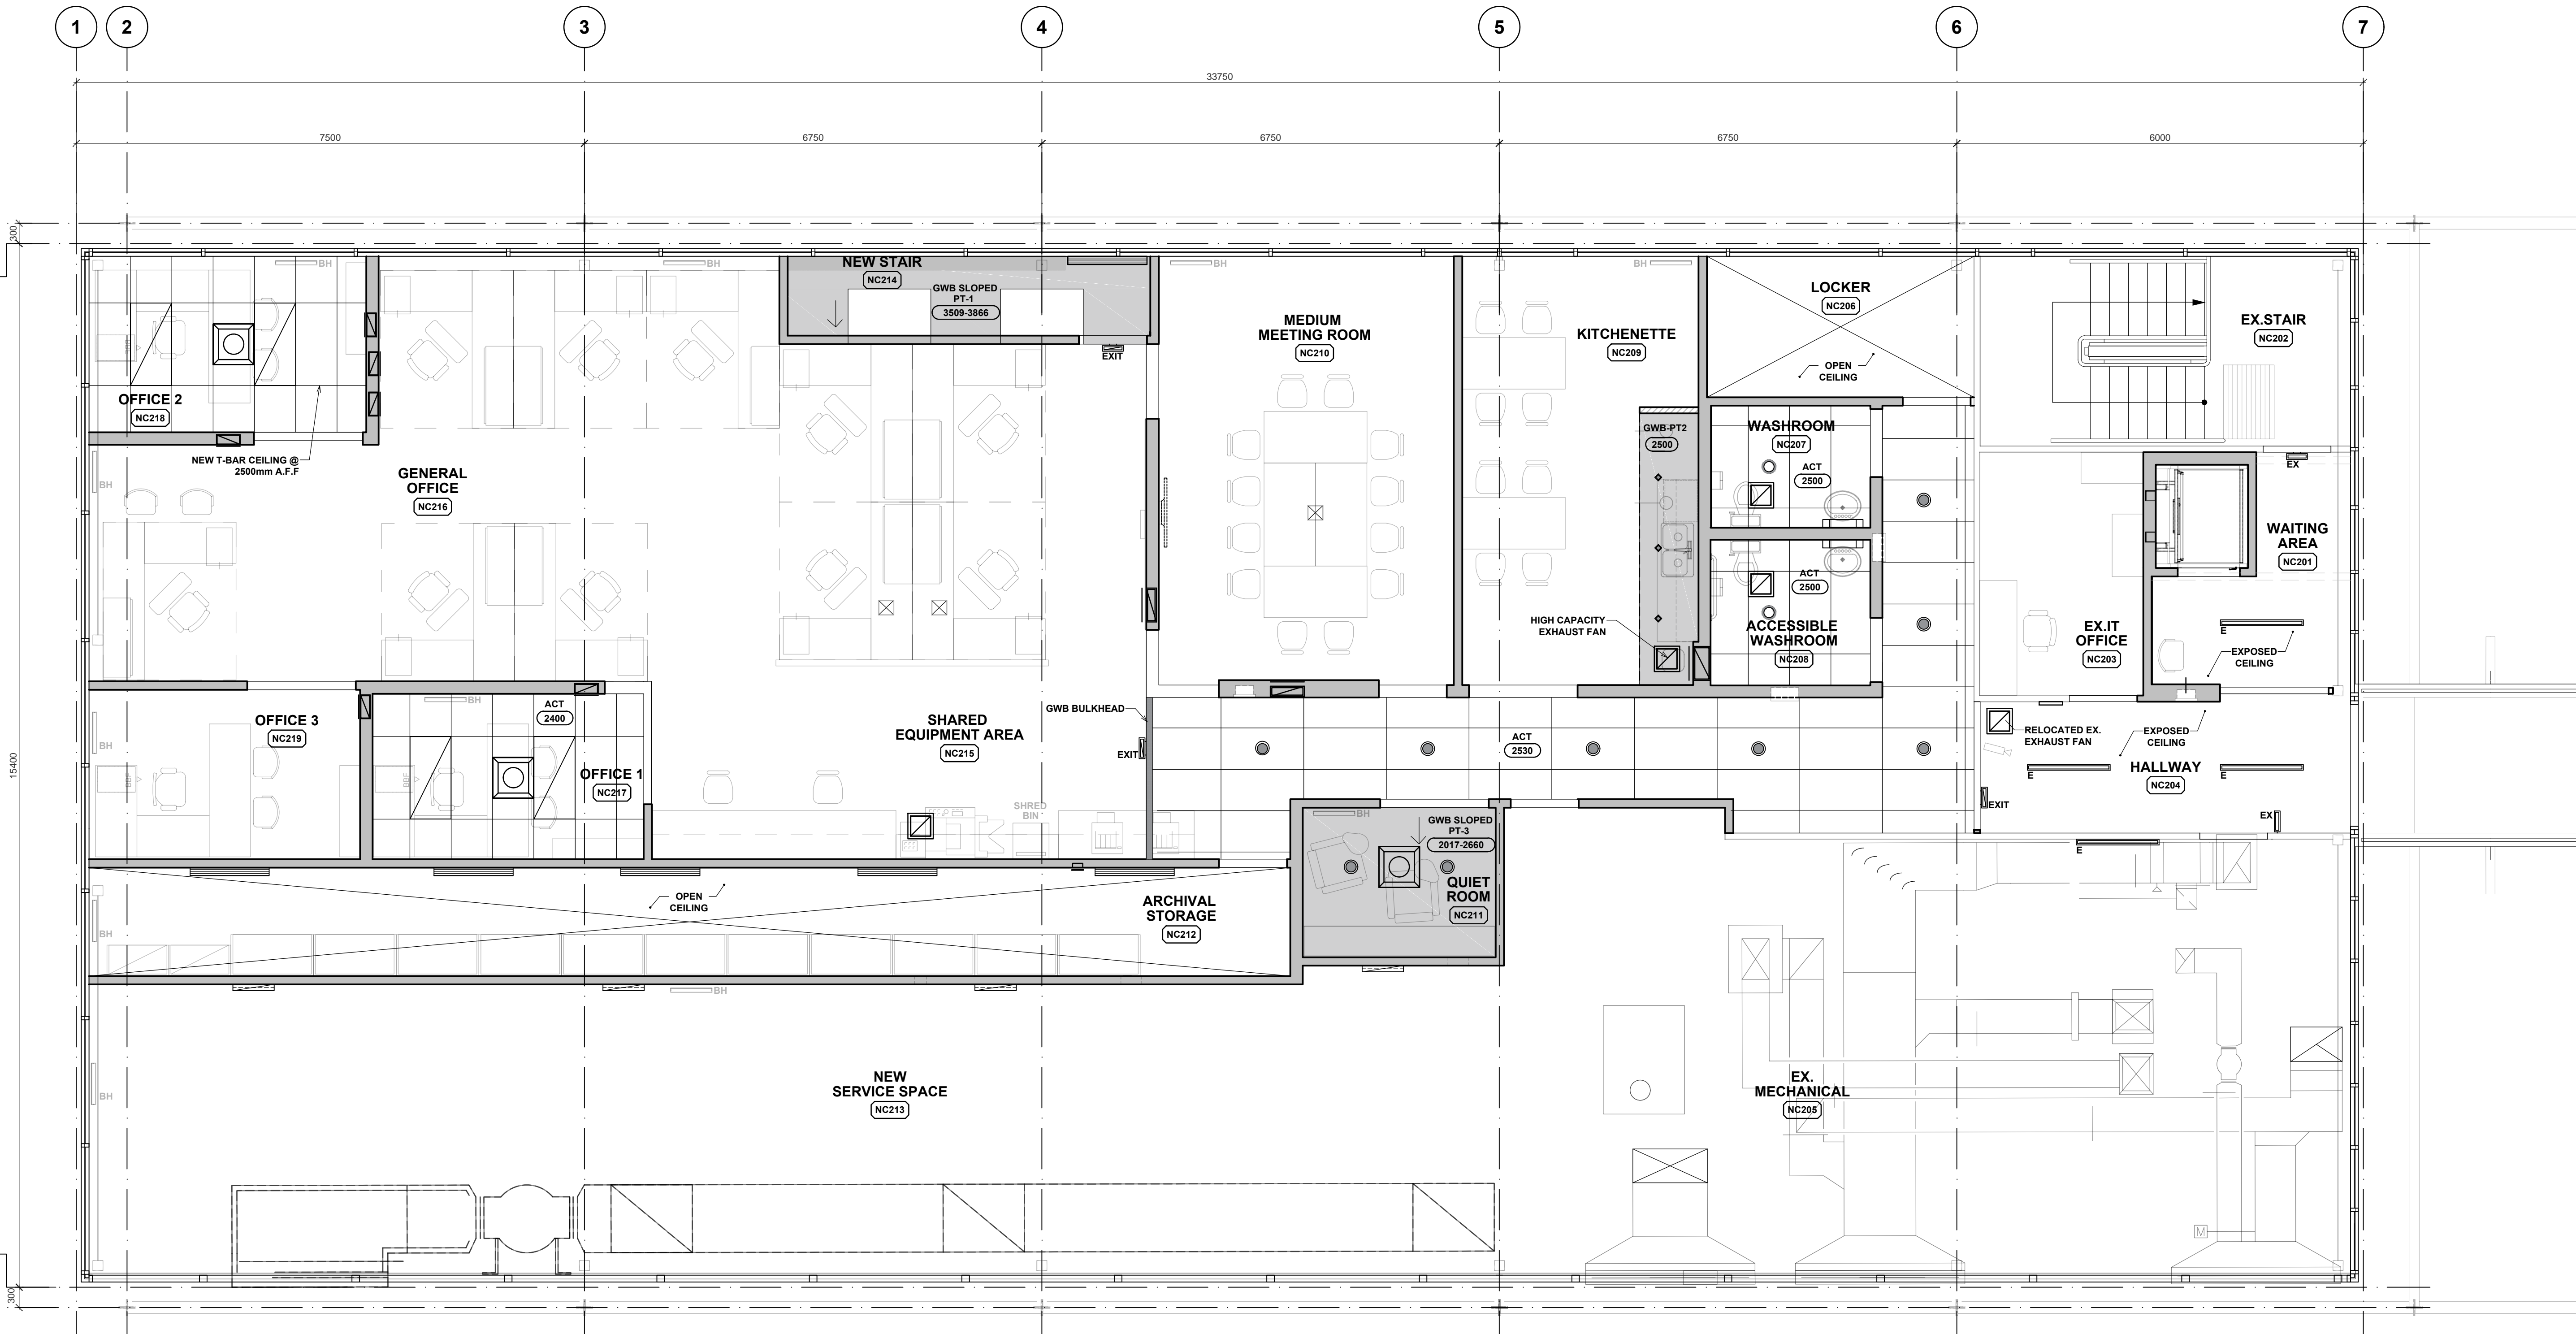 1
2
3
4
5
6
7
33750
7500
6750
6750
6750
6000
300
15400
300
BH
BH
BH
BH
NEW STAIR
NC214
GWB SLOPED
PT-1
3509-3866
EXIT
OFFICE 2
NC218
NEW T-BAR CEILING @
2500mm A.F.F
BH
GENERAL
OFFICE
NC216
MEDIUM
MEETING ROOM
NC210
KITCHENETTE
NC209
LOCKER
NC206
OPEN
CEILING
EX.STAIR
NC202
GWB-PT2
2500
WASHROOM
NC207
ACT
2500
EX
WAITING
AREA
NC201
ACT
2500
HIGH CAPACITY
EXHAUST FAN
ACCESSIBLE
WASHROOM
NC208
EX.IT
OFFICE
NC203
E
EXPOSED
CEILING
OFFICE 3
NC219
BH
BH
ACT
2400
OFFICE 1
NC217
SHARED
EQUIPMENT AREA
NC215
GWB BULKHEAD
EXIT
ACT
2530
RELOCATED EX.
EXHAUST FAN
EXPOSED
CEILING
HALLWAY
NC204
E
E
EXIT
EX
E
SHRED
BIN
BH
GWB SLOPED
PT-3
2017-2660
QUIET
ROOM
NC211
OPEN
CEILING
ARCHIVAL
STORAGE
NC212
BH
BH
BH
NEW
SERVICE SPACE
NC213
EX.
MECHANICAL
NC205
M